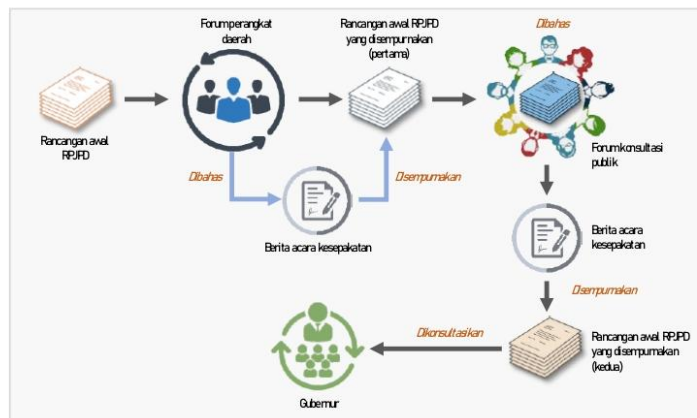 Forum perangkat
daerah
Rancangan awal RPJPD
yang disempurnakan
(pertama)
Dibahas
Rancangan awal
RPJPD
Forum konsultasi
publik
Dibahas
Disempurnakan
Berita acara kesepakatan
Berita acara
kesepakatan
Disempurnakan
Dikonsultasikan
Rancangan awal RPJPD
yang disempurnakan
(kedua)
Gubernur